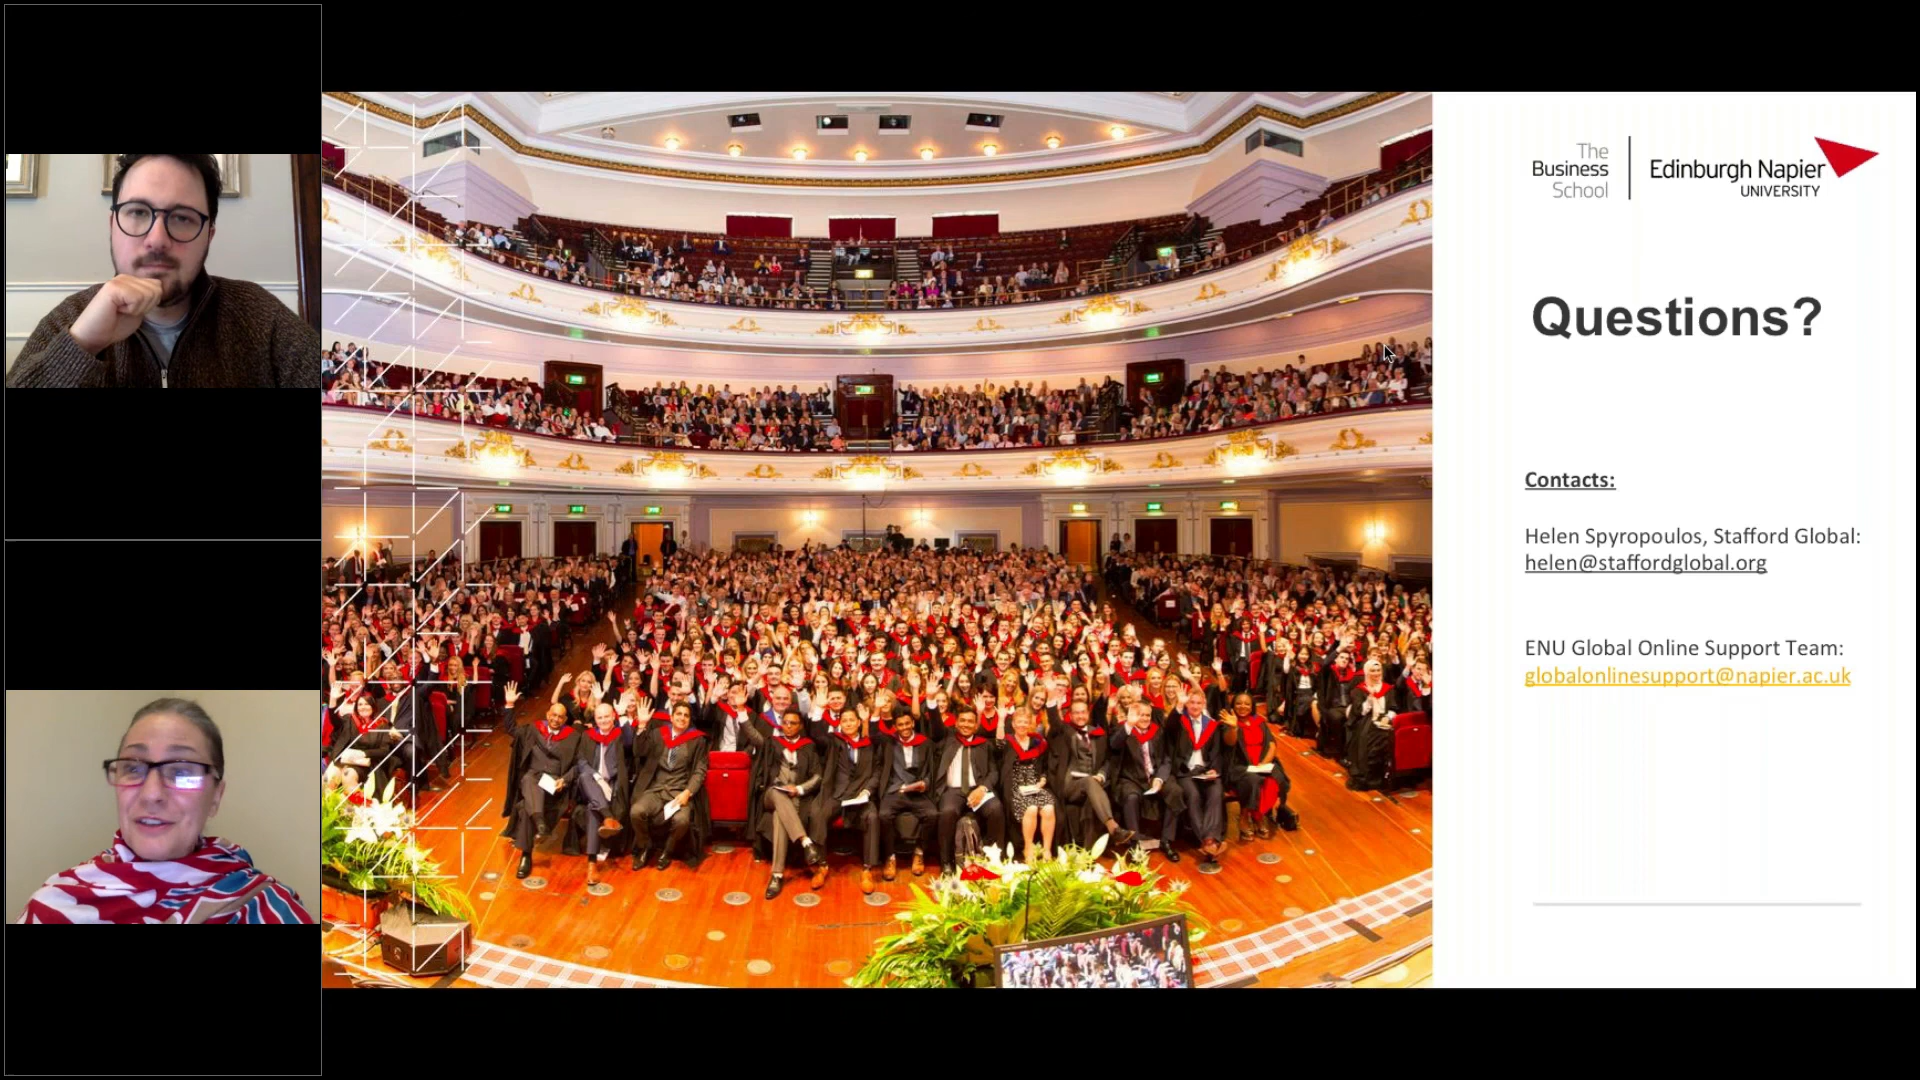 The
Business
School
Edinburgh Napier
UNIVERSITY
Questions?
Contacts:
Helen Spyropoulos, Stafford Global:
helen@staffordglobal.org
ENU Global Online Support Team:
globalonlinesupport@napier.ac.uk